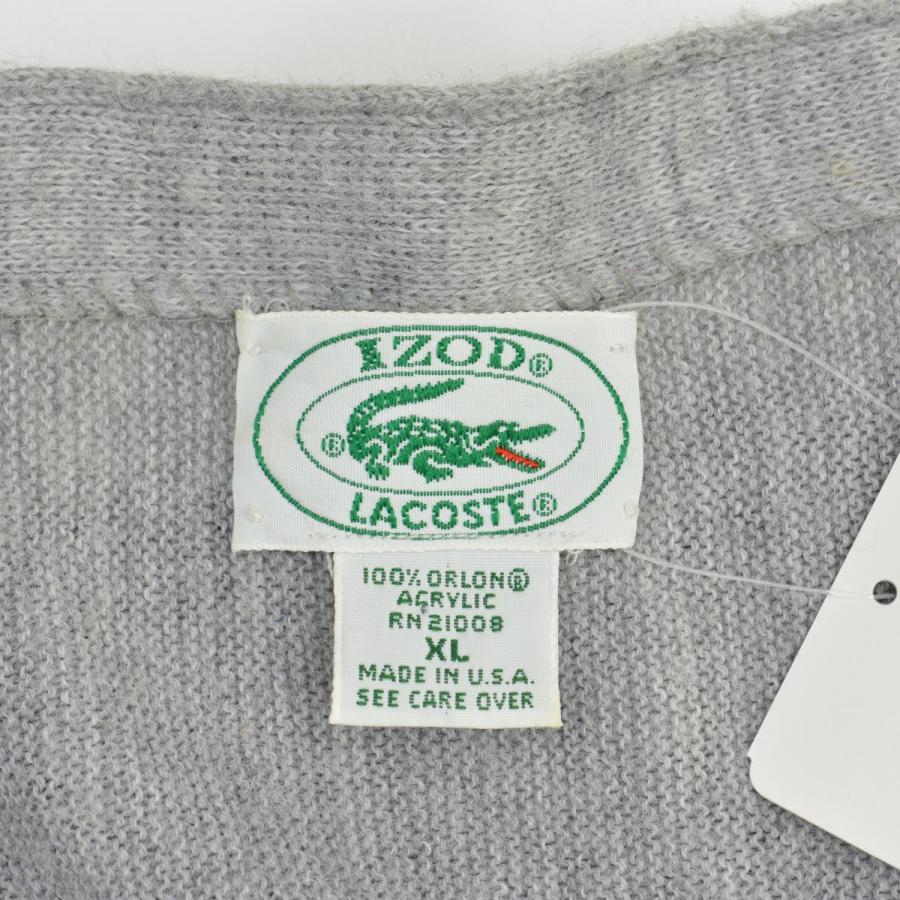 IZOD®
®
LACOSTE®
100% ORLON®
ACRYLIC
RN 21008
XL
MADE IN U.S.A.
SEE CARE OVER